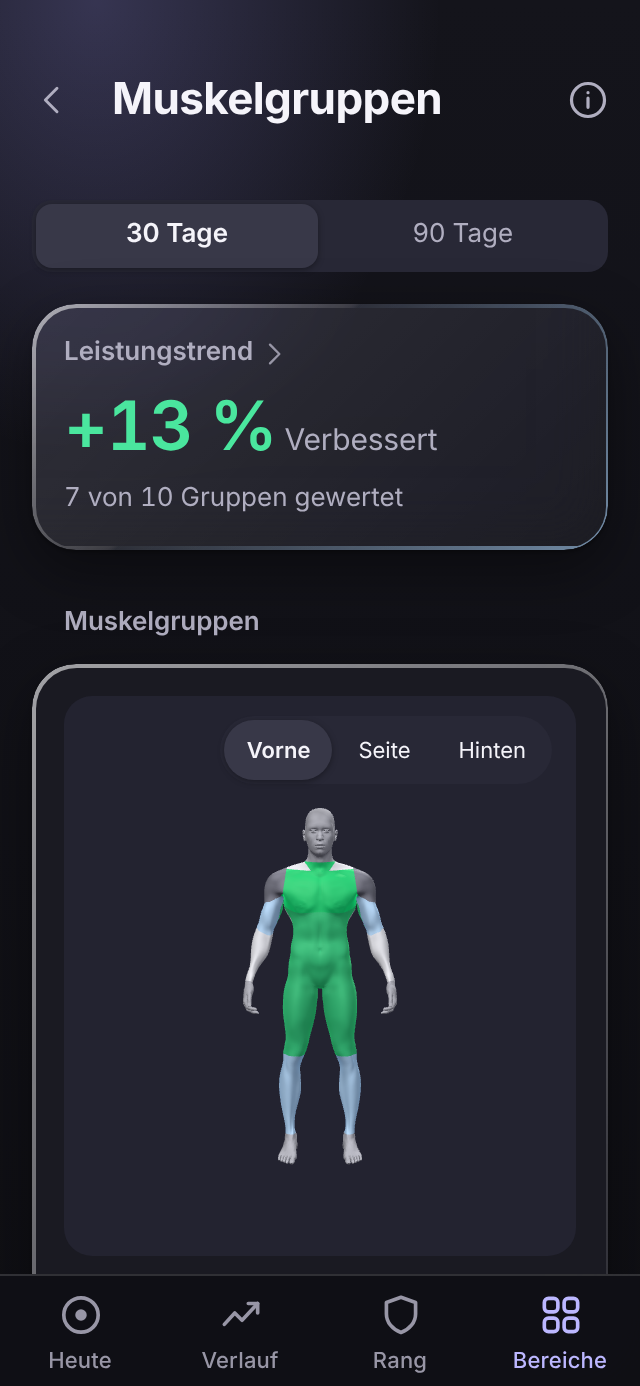 Muskelgruppen
30 Tage
90 Tage
Leistungstrend
+13 % Verbessert
7 von 10 Gruppen gewertet
Muskelgruppen
Vorne
Seite
Hinten
Heute
Verlauf
Rang
Bereiche